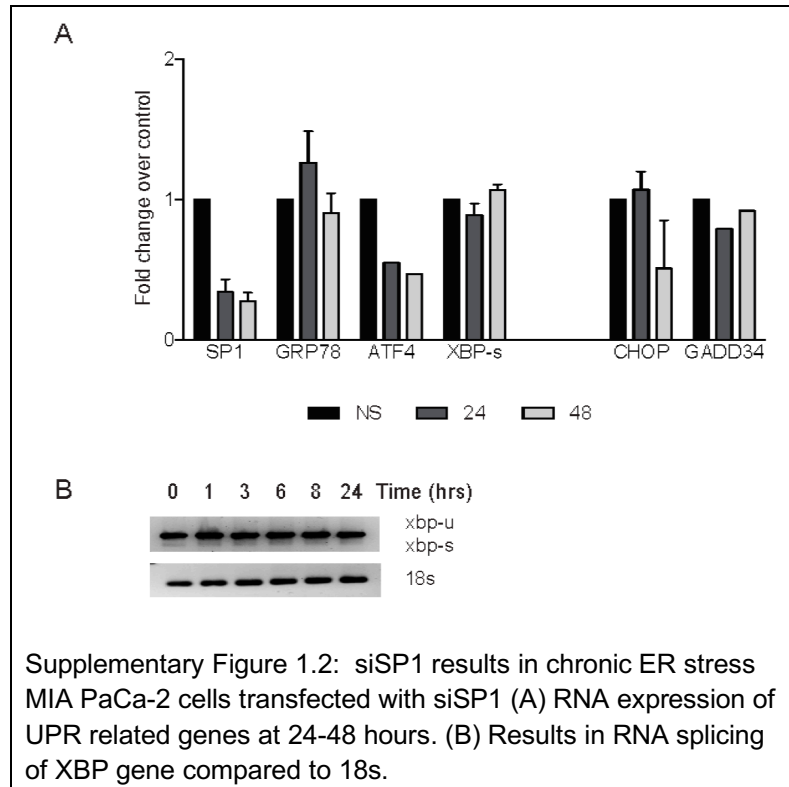 A
2
1
0
Fold change over control
SP1 GRP78 ATF4 XBP-s CHOP GADD34
NS 24 48
B
0 1 3 6 8 24 Time (hrs)
xbp-u
xbp-s
18s
Supplementary Figure 1.2: siSP1 results in chronic ER stress
MIA PaCa-2 cells transfected with siSP1 (A) RNA expression of
UPR related genes at 24-48 hours. (B) Results in RNA splicing
of XBP gene compared to 18s.